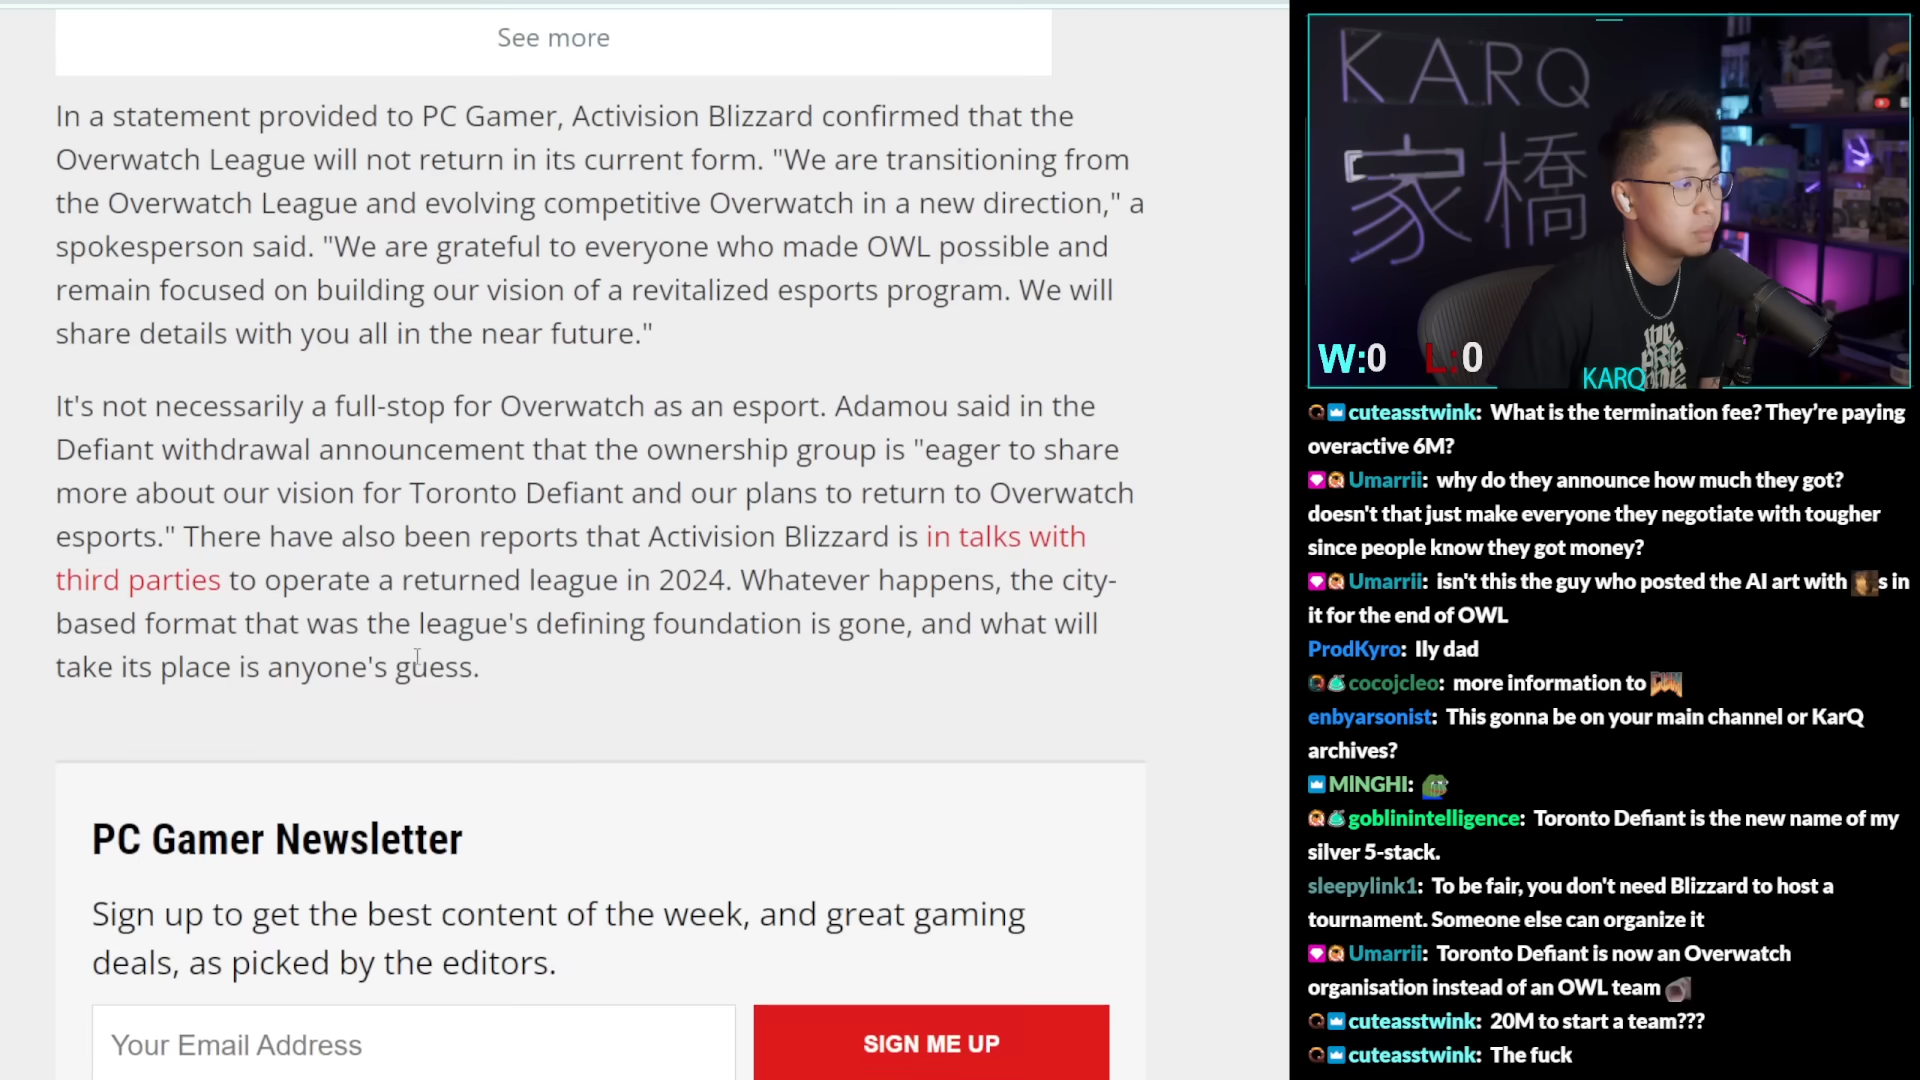 See more
In a statement provided to PC Gamer, Activision Blizzard confirmed that the
Overwatch League will not return in its current form. "We are transitioning from
the Overwatch League and evolving competitive Overwatch in a new direction," a
spokesperson said. "We are grateful to everyone who made OWL possible and
remain focused on building our vision of a revitalized esports program. We will
share details with you all in the near future."
It's not necessarily a full-stop for Overwatch as an esport. Adamou said in the
Defiant withdrawal announcement that the ownership group is "eager to share
more about our vision for Toronto Defiant and our plans to return to Overwatch
esports." There have also been reports that Activision Blizzard is in talks with
third parties to operate a returned league in 2024. Whatever happens, the city-
based format that was the league's defining foundation is gone, and what will
take its place is anyone's guess.
PC Gamer Newsletter
Sign up to get the best content of the week, and great gaming
deals, as picked by the editors.
Your Email Address
SIGN ME UP
KARQ
家橋
W:0 L:0
KARQ
cuteasstwink: What is the termination fee? They’re paying
overactive 6M?
Umarrii: why do they announce how much they got?
doesn't that just make everyone they negotiate with tougher
since people know they got money?
Umarrii: isn't this the guy who posted the AI art with s in
it for the end of OWL
ProdKyro: Ily dad
cocojcleo: more information to
enbyarsonist: This gonna be on your main channel or KarQ
archives?
MINGHI:
goblinintelligence: Toronto Defiant is the new name of my
silver 5-stack.
sleepylink1: To be fair, you don't need Blizzard to host a
tournament. Someone else can organize it
Umarrii: Toronto Defiant is now an Overwatch
organisation instead of an OWL team
cuteasstwink: 20M to start a team???
cuteasstwink: The fuck